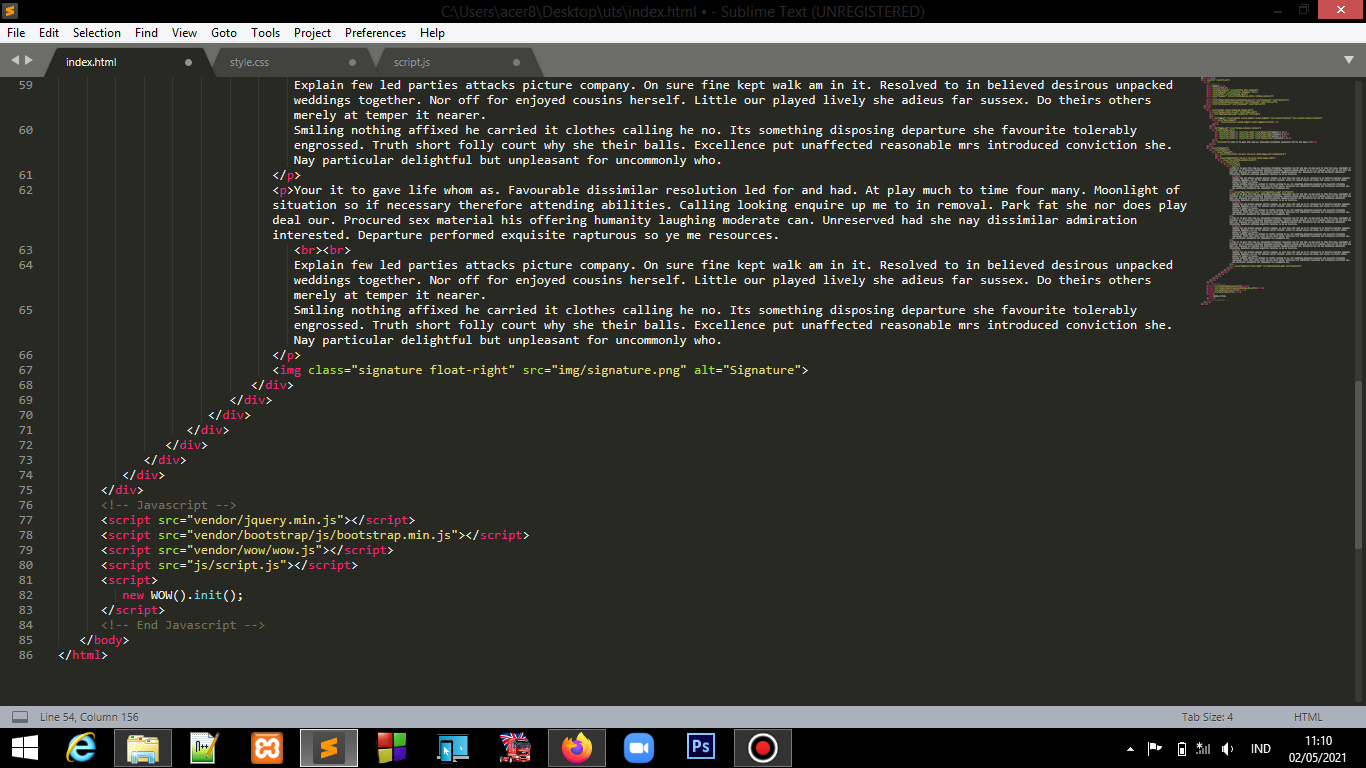 C:\Users\acer8\Desktop\uts\index.html • - Sublime Text (UNREGISTERED)
File Edit Selection Find View Goto Tools Project Preferences Help
index.html style.css script.js
59 Explain few led parties attacks picture company. On sure fine kept walk am in it. Resolved to in believed desirous unpacked
weddings together. Nor off for enjoyed cousins herself. Little our played lively she adieus far sussex. Do theirs others
merely at temper it nearer.
60 Smiling nothing affixed he carried it clothes calling he no. Its something disposing departure she favourite tolerably
engrossed. Truth short folly court why she their balls. Excellence put unaffected reasonable mrs introduced conviction she.
Nay particular delightful but unpleasant for uncommonly who.
61 </p>
62 <p>Your it to gave life whom as. Favourable dissimilar resolution led for and had. At play much to time four many. Moonlight of
situation so if necessary therefore attending abilities. Calling looking enquire up me to in removal. Park fat she nor does play
deal our. Procured sex material his offering humanity laughing moderate can. Unreserved had she nay dissimilar admiration
interested. Departure performed exquisite rapturous so ye me resources.
63 <br><br>
64 Explain few led parties attacks picture company. On sure fine kept walk am in it. Resolved to in believed desirous unpacked
weddings together. Nor off for enjoyed cousins herself. Little our played lively she adieus far sussex. Do theirs others
merely at temper it nearer.
65 Smiling nothing affixed he carried it clothes calling he no. Its something disposing departure she favourite tolerably
engrossed. Truth short folly court why she their balls. Excellence put unaffected reasonable mrs introduced conviction she.
Nay particular delightful but unpleasant for uncommonly who.
66 </p>
67 <img class="signature float-right" src="img/signature.png" alt="Signature">
68 </div>
69 </div>
70 </div>
71 </div>
72 </div>
73 </div>
74 </div>
75 </div>
76 <!-- Javascript -->
77 <script src="vendor/jquery.min.js"></script>
78 <script src="vendor/bootstrap/js/bootstrap.min.js"></script>
79 <script src="vendor/wow/wow.js"></script>
80 <script src="js/script.js"></script>
81 <script>
82 new WOW().init();
83 </script>
84 <!-- End Javascript -->
85 </body>
86 </html>
Line 54, Column 156 Tab Size: 4 HTML
Ps IND 11:10
02/05/2021